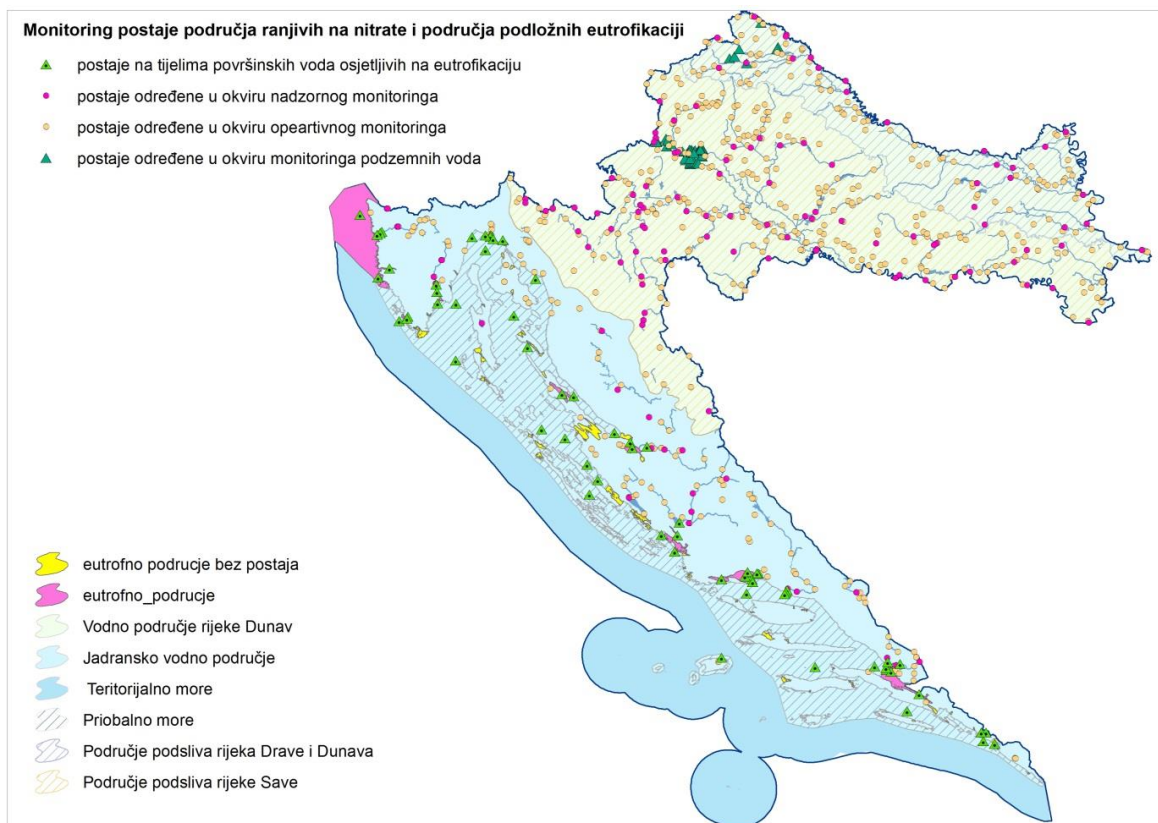 Monitoring postaje područja ranjivih na nitrate i područja podložnih eutrofikaciji
postaje na tijelima površinskih voda osjetljivih na eutrofikaciju
postaje određene u okviru nadzornog monitoringa
postaje određene u okviru opeartivnog monitoringa
postaje određene u okviru monitoringa podzemnih voda
eutrofno podrucje bez postaja
eutrofno_podrucje
Vodno područje rijeke Dunav
Jadransko vodno područje
Teritorijalno more
Priobalno more
Područje podsliva rijeka Drave i Dunava
Područje podsliva rijeke Save